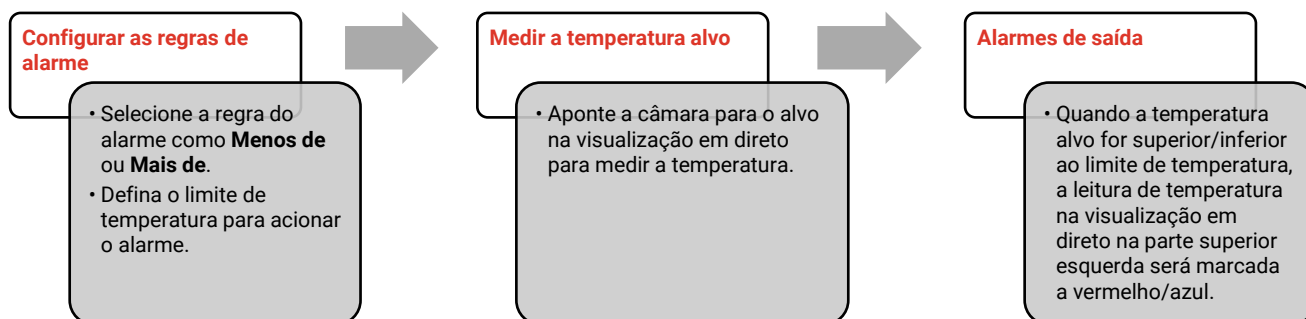 Configurar as regras de
alarme
• Selecione a regra do
alarme como Menos de
ou Mais de.
• Defina o limite de
temperatura para acionar
o alarme.
Medir a temperatura alvo
• Aponte a câmara para o alvo
na visualização em direto
para medir a temperatura.
Alarmes de saída
• Quando a temperatura
alvo for superior/inferior
ao limite de temperatura,
a leitura de temperatura
na visualização em
direto na parte superior
esquerda será marcada
a vermelho/azul.